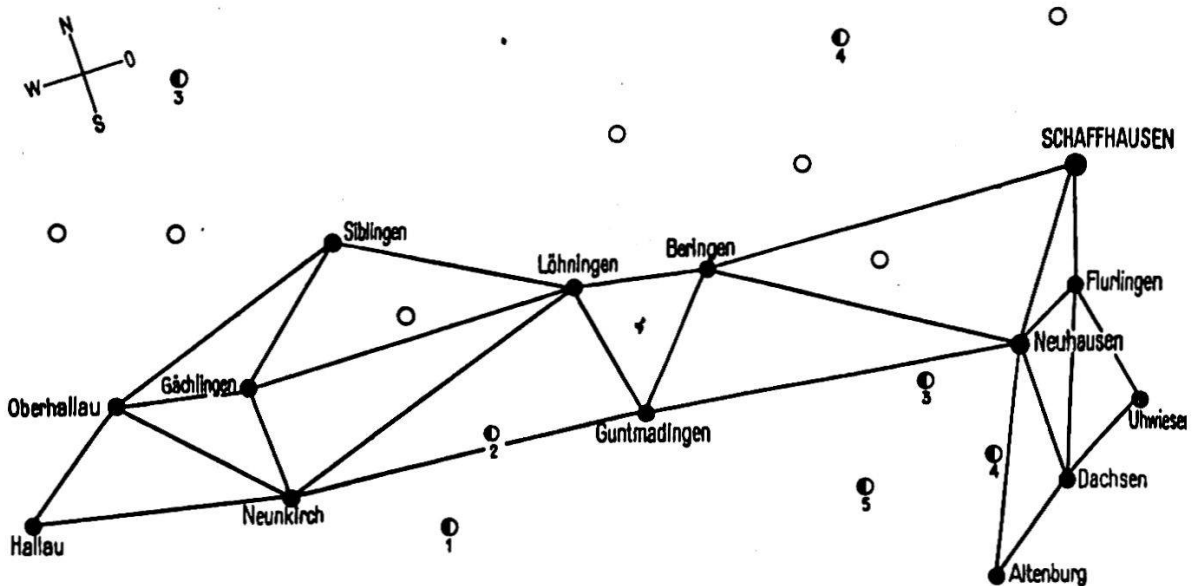 N
O
W
S
3
4
SCHAFFHAUSEN
Siblingen
Löhningen
Beringen
Flurlingen
Neuhausen
Gächlingen
Oberhallau
3
Uhwiesen
Guntmadingen
2
4
Dachsen
5
Neunkirch
1
Hallau
Altenburg